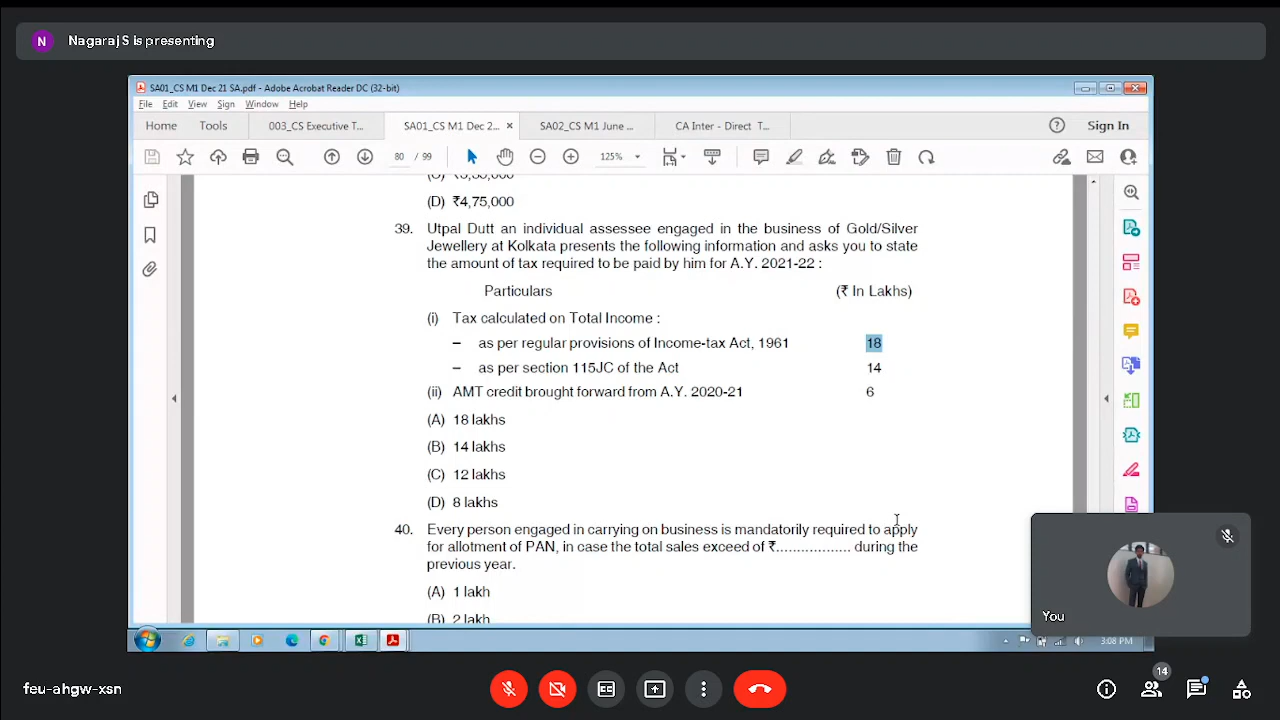 N
Nagaraj S is presenting
SA01_CS M1 Dec 21 SA.pdf - Adobe Acrobat Reader DC (32-bit)
File Edit View Sign Window Help
Home Tools 003_CS Executive T... SA01_CS M1 Dec 2... × SA02_CS M1 June ... CA Inter - Direct T... Sign In
80 / 99 125%
(C) ₹5,55,000
(D) ₹4,75,000
39. Utpal Dutt an individual assessee engaged in the business of Gold/Silver
Jewellery at Kolkata presents the following information and asks you to state
the amount of tax required to be paid by him for A.Y. 2021-22 :
Particulars (₹ In Lakhs)
(i) Tax calculated on Total Income :
– as per regular provisions of Income-tax Act, 1961 18
– as per section 115JC of the Act 14
(ii) AMT credit brought forward from A.Y. 2020-21 6
(A) 18 lakhs
(B) 14 lakhs
(C) 12 lakhs
(D) 8 lakhs
40. Every person engaged in carrying on business is mandatorily required to apply
for allotment of PAN, in case the total sales exceed of ₹.................. during the
previous year.
(A) 1 lakh
(B) 2 lakh
You
3:08 PM
feu-ahgw-xsn
CC
14